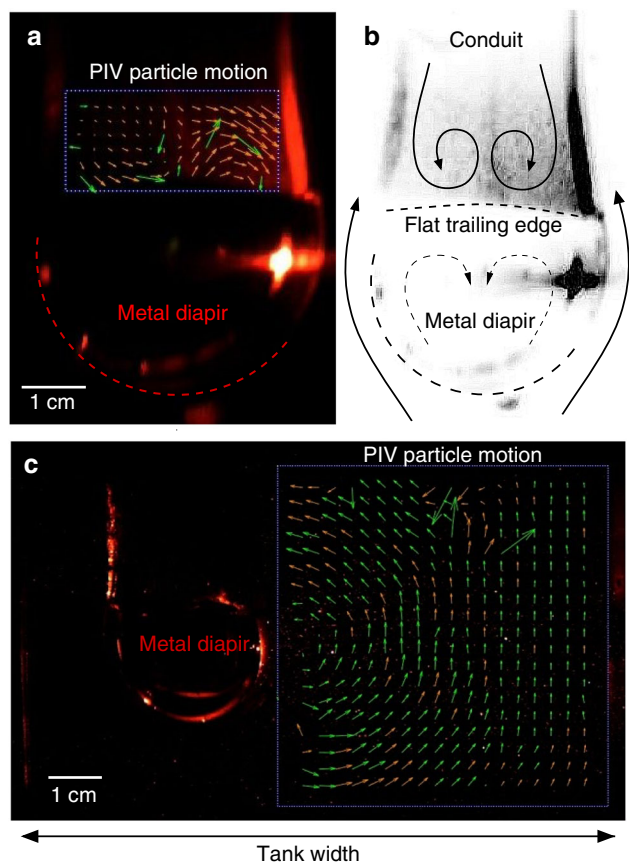 a
PIV particle motion
Metal diapir
1 cm
b
Conduit
Flat trailing edge
Metal diapir
c
PIV particle motion
Metal diapir
1 cm
Tank width